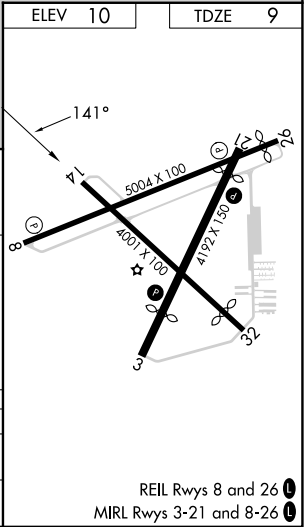 ELEV 10
TDZE 9
141°
14
5004 X 100
26
21
P
P
P
8
4001 X 100
4192 X 150
P
3
32
REIL Rwys 8 and 26 L
MIRL Rwys 3-21 and 8-26 L